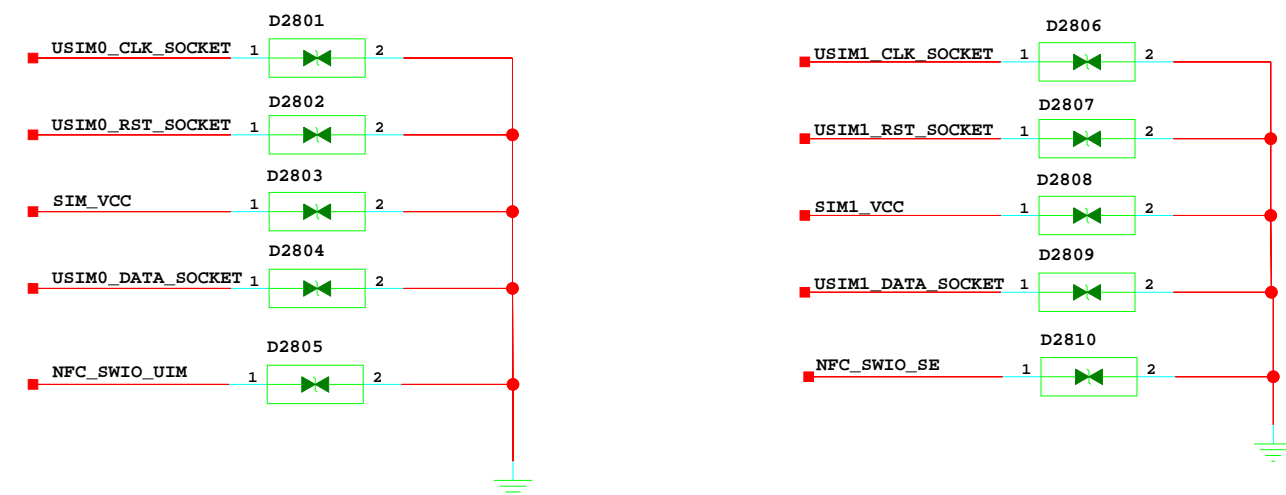 D2801
USIM0_CLK_SOCKET 1 2
D2802
USIM0_RST_SOCKET 1 2
D2803
SIM_VCC 1 2
D2804
USIM0_DATA_SOCKET 1 2
D2805
NFC_SWIO_UIM 1 2
D2806
USIM1_CLK_SOCKET 1 2
D2807
USIM1_RST_SOCKET 1 2
D2808
SIM1_VCC 1 2
D2809
USIM1_DATA_SOCKET 1 2
D2810
NFC_SWIO_SE 1 2